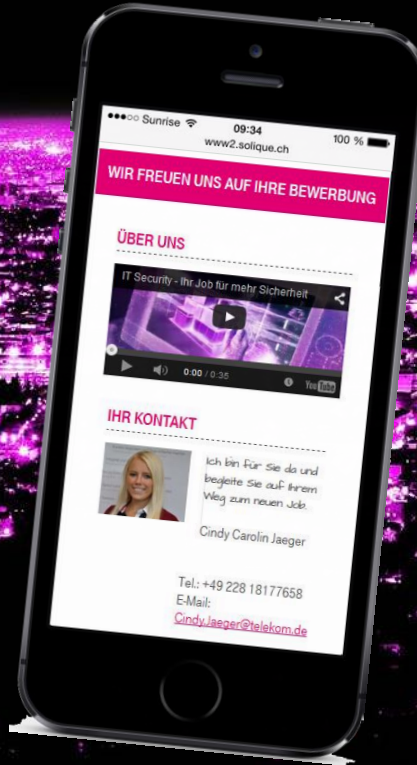 ●●●○○ Sunrise 09:34 100 %
www2.solique.ch
WIR FREUEN UNS AUF IHRE BEWERBUNG
ÜBER UNS
IT Security - Ihr Job für mehr Sicherheit
0:00 / 0:35 YouTube
IHR KONTAKT
Ich bin für Sie da und
begleite Sie auf Ihrem
Weg zum neuen Job.
Cindy Carolin Jaeger
Tel.: +49 228 18177658
E-Mail:
Cindy.Jaeger@telekom.de